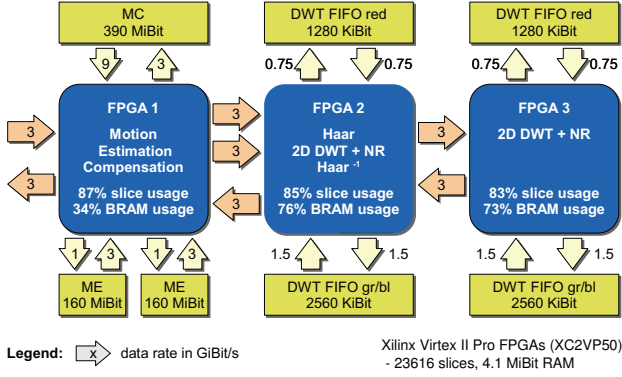 MC
390 MiBit
DWT FIFO red
1280 KiBit
DWT FIFO red
1280 KiBit
9
3
0.75
0.75
0.75
0.75
FPGA 1
Motion
Estimation
Compensation
87% slice usage
34% BRAM usage
FPGA 2
Haar
2D DWT + NR
Haar -1
85% slice usage
76% BRAM usage
FPGA 3
2D DWT + NR
83% slice usage
73% BRAM usage
3
3
3
3
3
3
3
1
3
1
3
1.5
1.5
1.5
1.5
ME
160 MiBit
ME
160 MiBit
DWT FIFO gr/bl
2560 KiBit
DWT FIFO gr/bl
2560 KiBit
Legend: x data rate in GiBit/s
Xilinx Virtex II Pro FPGAs (XC2VP50)
- 23616 slices, 4.1 MiBit RAM